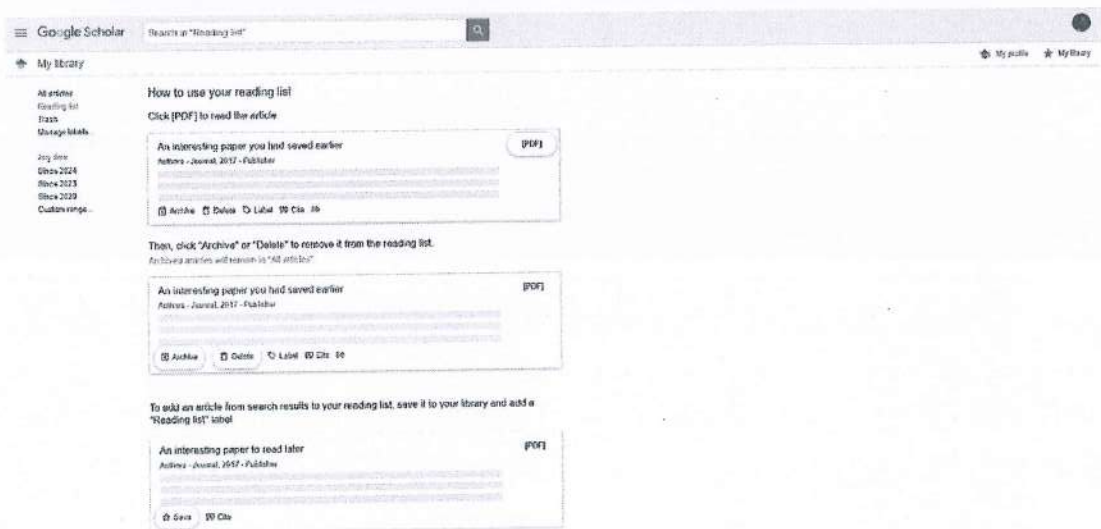 Google Scholar
Search in "Reading list"
My profile
My library
My library
All articles
Reading list
Trash
Manage labels...
Any time
Since 2024
Since 2023
Since 2020
Custom range...
How to use your reading list
Click [PDF] to read the article
An interesting paper you had saved earlier
[PDF]
Authors - Journal, 2017 - Publisher
Archive Delete Label Cite
Then, click "Archive" or "Delete" to remove it from the reading list.
Archived articles will remain in "All articles"
An interesting paper you had saved earlier
[PDF]
Authors - Journal, 2017 - Publisher
Archive Delete Label Cite
To add an article from search results to your reading list, save it to your library and add a
"Reading list" label
An interesting paper to read later
[PDF]
Authors - Journal, 2017 - Publisher
Save Cite